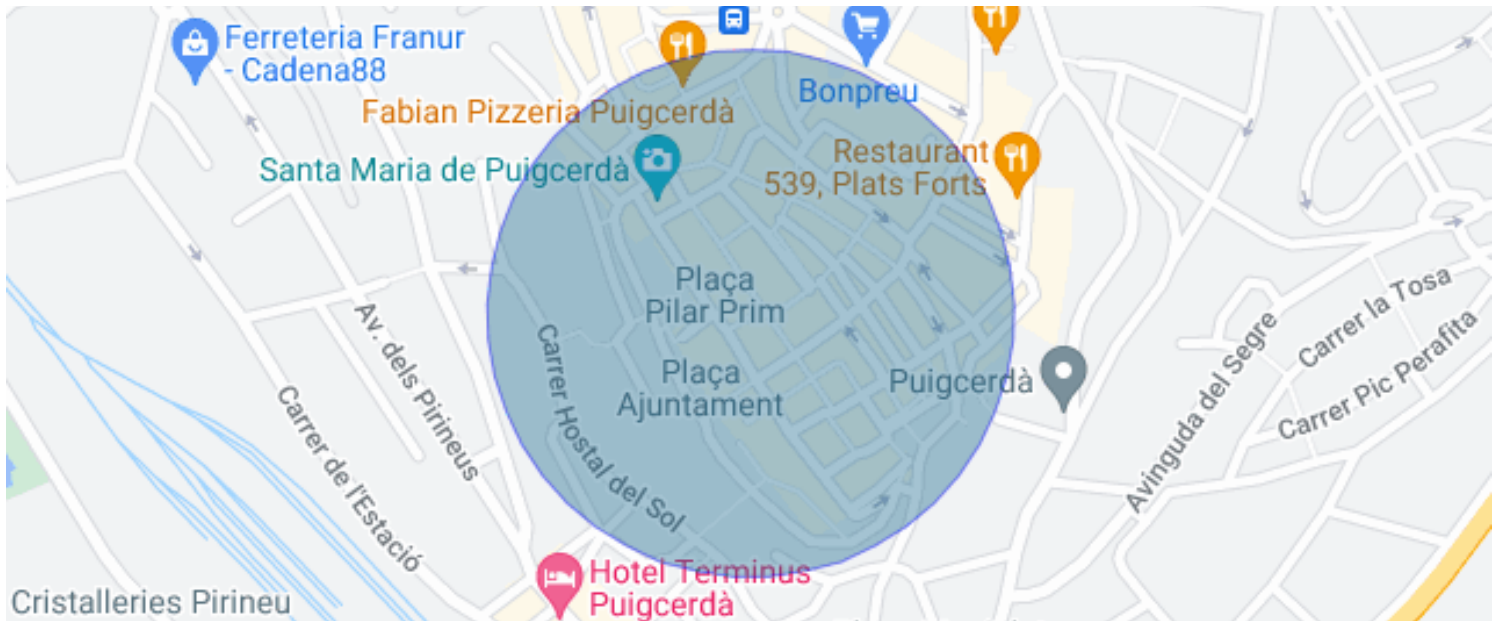 Ferreteria Franur
- Cadena88
Fabian Pizzeria Puigcerdà
Bonpreu
Santa Maria de Puigcerdà
Restaurant
539, Plats Forts
Plaça
Pilar Prim
Plaça
Ajuntament
Puigcerdà
Av. dels Pirineus
Carrer Hostal del Sol
Carrer de l'Estació
Avinguda del Segre
Carrer la Tosa
Carrer Pic Perafita
Hotel Terminus
Puigcerdà
Cristalleries Pirineu